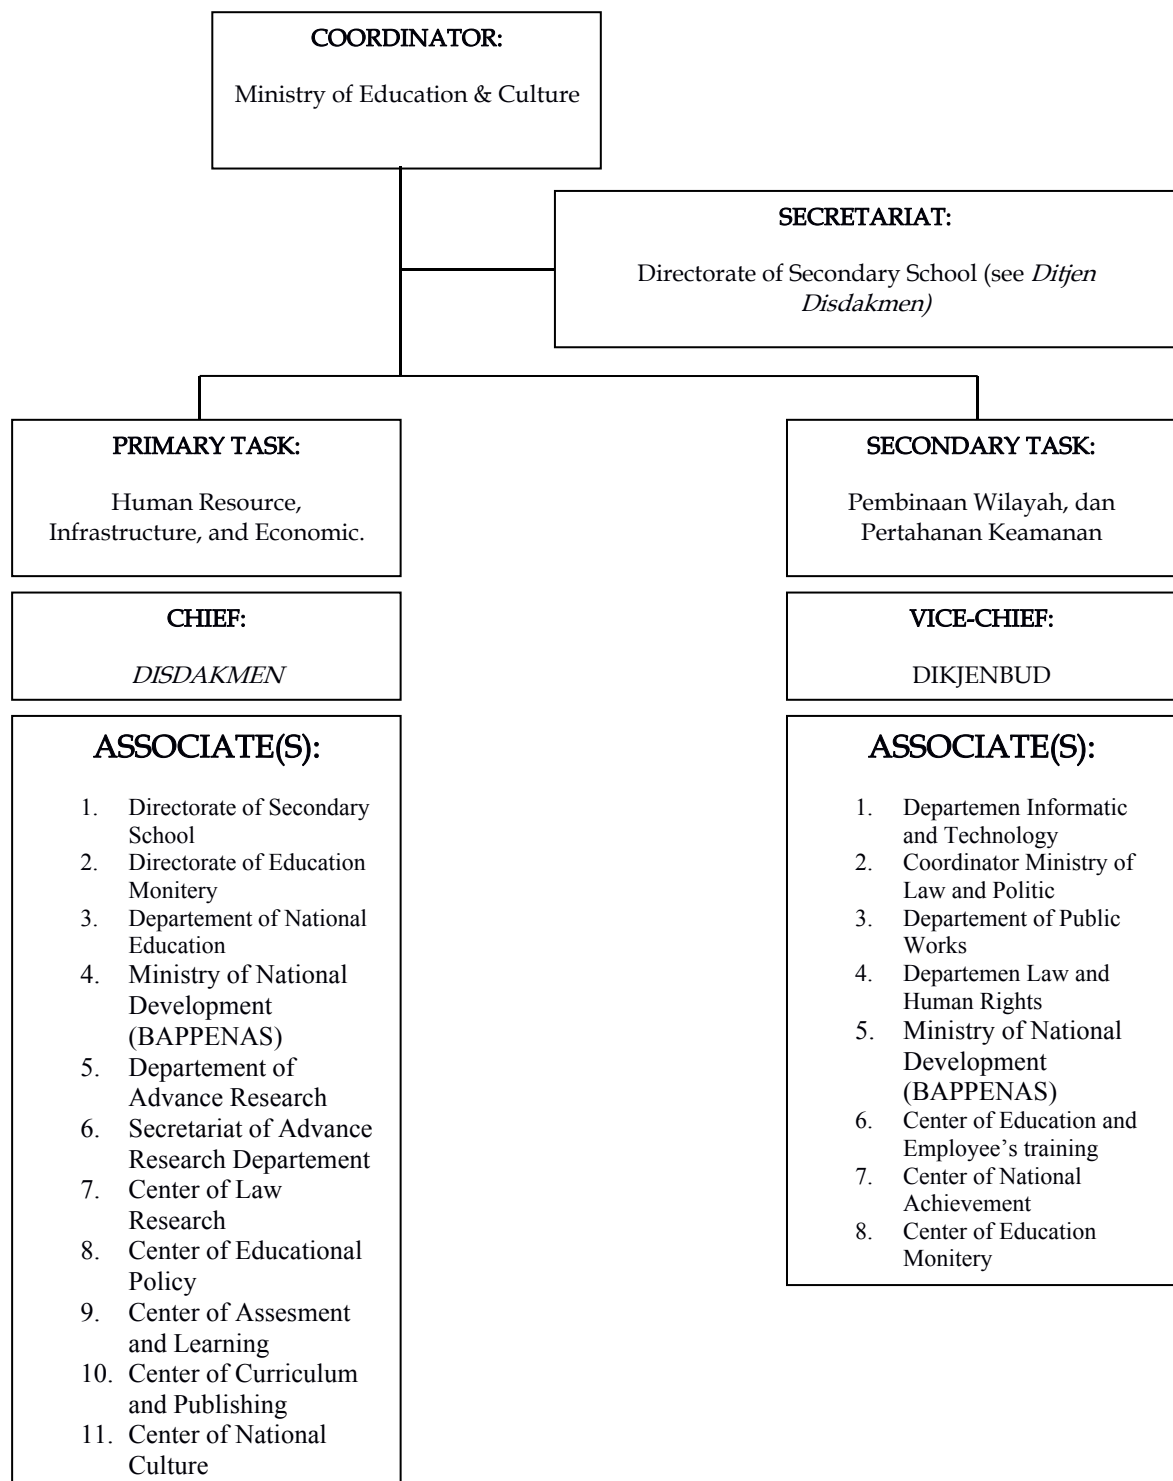 COORDINATOR:
Ministry of Education & Culture
SECRETARIAT:
Directorate of Secondary School (see Ditjen
Disdakmen)
PRIMARY TASK:
Human Resource,
Infrastructure, and Economic.
SECONDARY TASK:
Pembinaan Wilayah, dan
Pertahanan Keamanan
CHIEF:
DISDAKMEN
VICE-CHIEF:
DIKJENBUD
ASSOCIATE(S):
1. Directorate of Secondary
School
2. Directorate of Education
Monitery
3. Departement of National
Education
4. Ministry of National
Development
(BAPPENAS)
5. Departement of
Advance Research
6. Secretariat of Advance
Research Departement
7. Center of Law
Research
8. Center of Educational
Policy
9. Center of Assesment
and Learning
10. Center of Curriculum
and Publishing
11. Center of National
Culture
ASSOCIATE(S):
1. Departemen Informatic
and Technology
2. Coordinator Ministry of
Law and Politic
3. Departement of Public
Works
4. Departemen Law and
Human Rights
5. Ministry of National
Development
(BAPPENAS)
6. Center of Education and
Employee’s training
7. Center of National
Achievement
8. Center of Education
Monitery